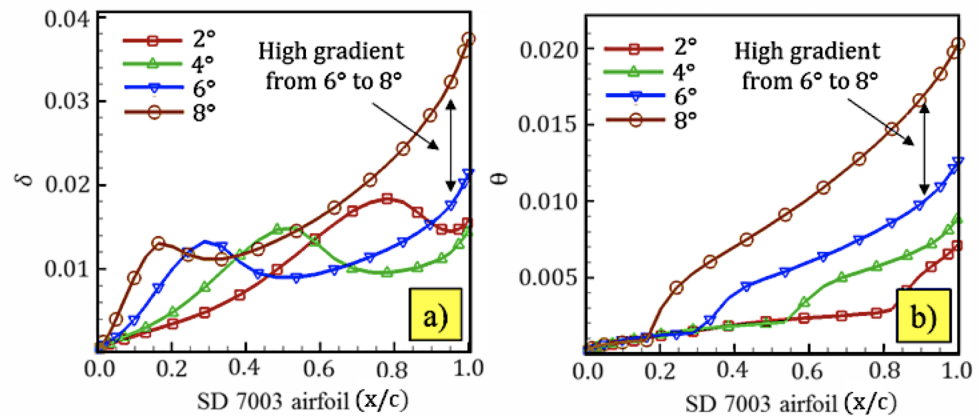 0.04
0.03
0.02
0.01
δ
2°
4°
6°
8°
High gradient
from 6° to 8°
a)
0.0 0.2 0.4 0.6 0.8 1.0
SD 7003 airfoil (x/c)
0.020
0.015
0.010
0.005
θ
2°
4°
6°
8°
High gradient
from 6° to 8°
b)
0.0 0.2 0.4 0.6 0.8 1.0
SD 7003 airfoil (x/c)